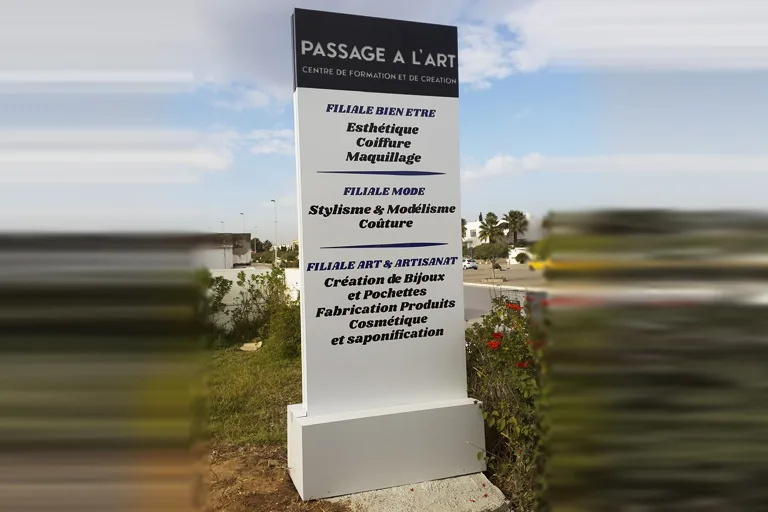 PASSAGE A L'ART
CENTRE DE FORMATION ET DE CREATION
FILIALE BIEN ETRE
Esthétique
Coiffure
Maquillage
FILIALE MODE
Stylisme & Modélisme
Coûture
FILIALE ART & ARTISANAT
Création de Bijoux
et Pochettes
Fabrication Produits
Cosmétique
et saponification